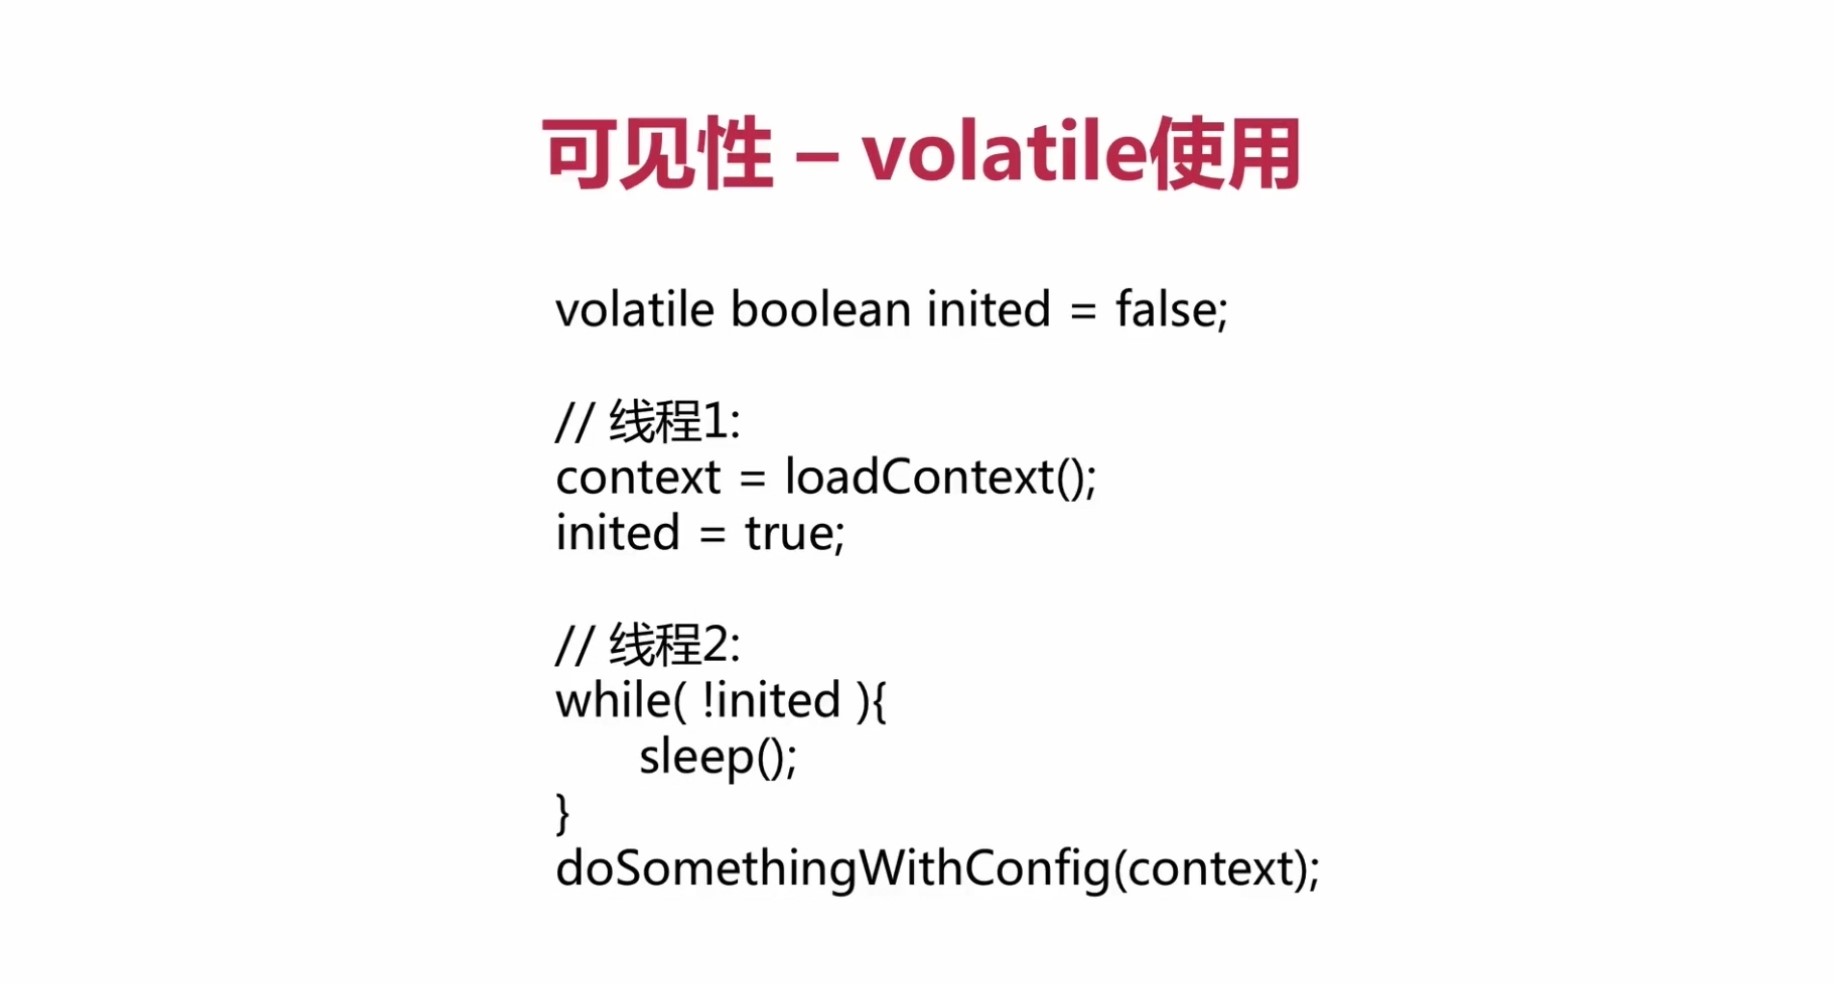 可见性 – volatile使用
volatile boolean inited = false;
// 线程1:
context = loadContext();
inited = true;
// 线程2:
while( !inited ){
sleep();
}
doSomethingWithConfig(context);